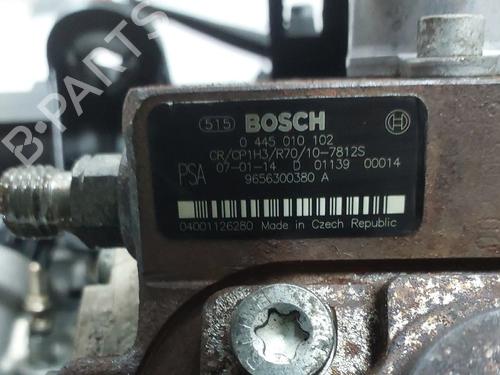 515 BOSCH
0 445 010 102
CR/CP1H3/R70/10-7812S
PSA 07-01-14 D 01139 00014
9656300380 A
04001126280 Made in Czech Republic
B-PARTS